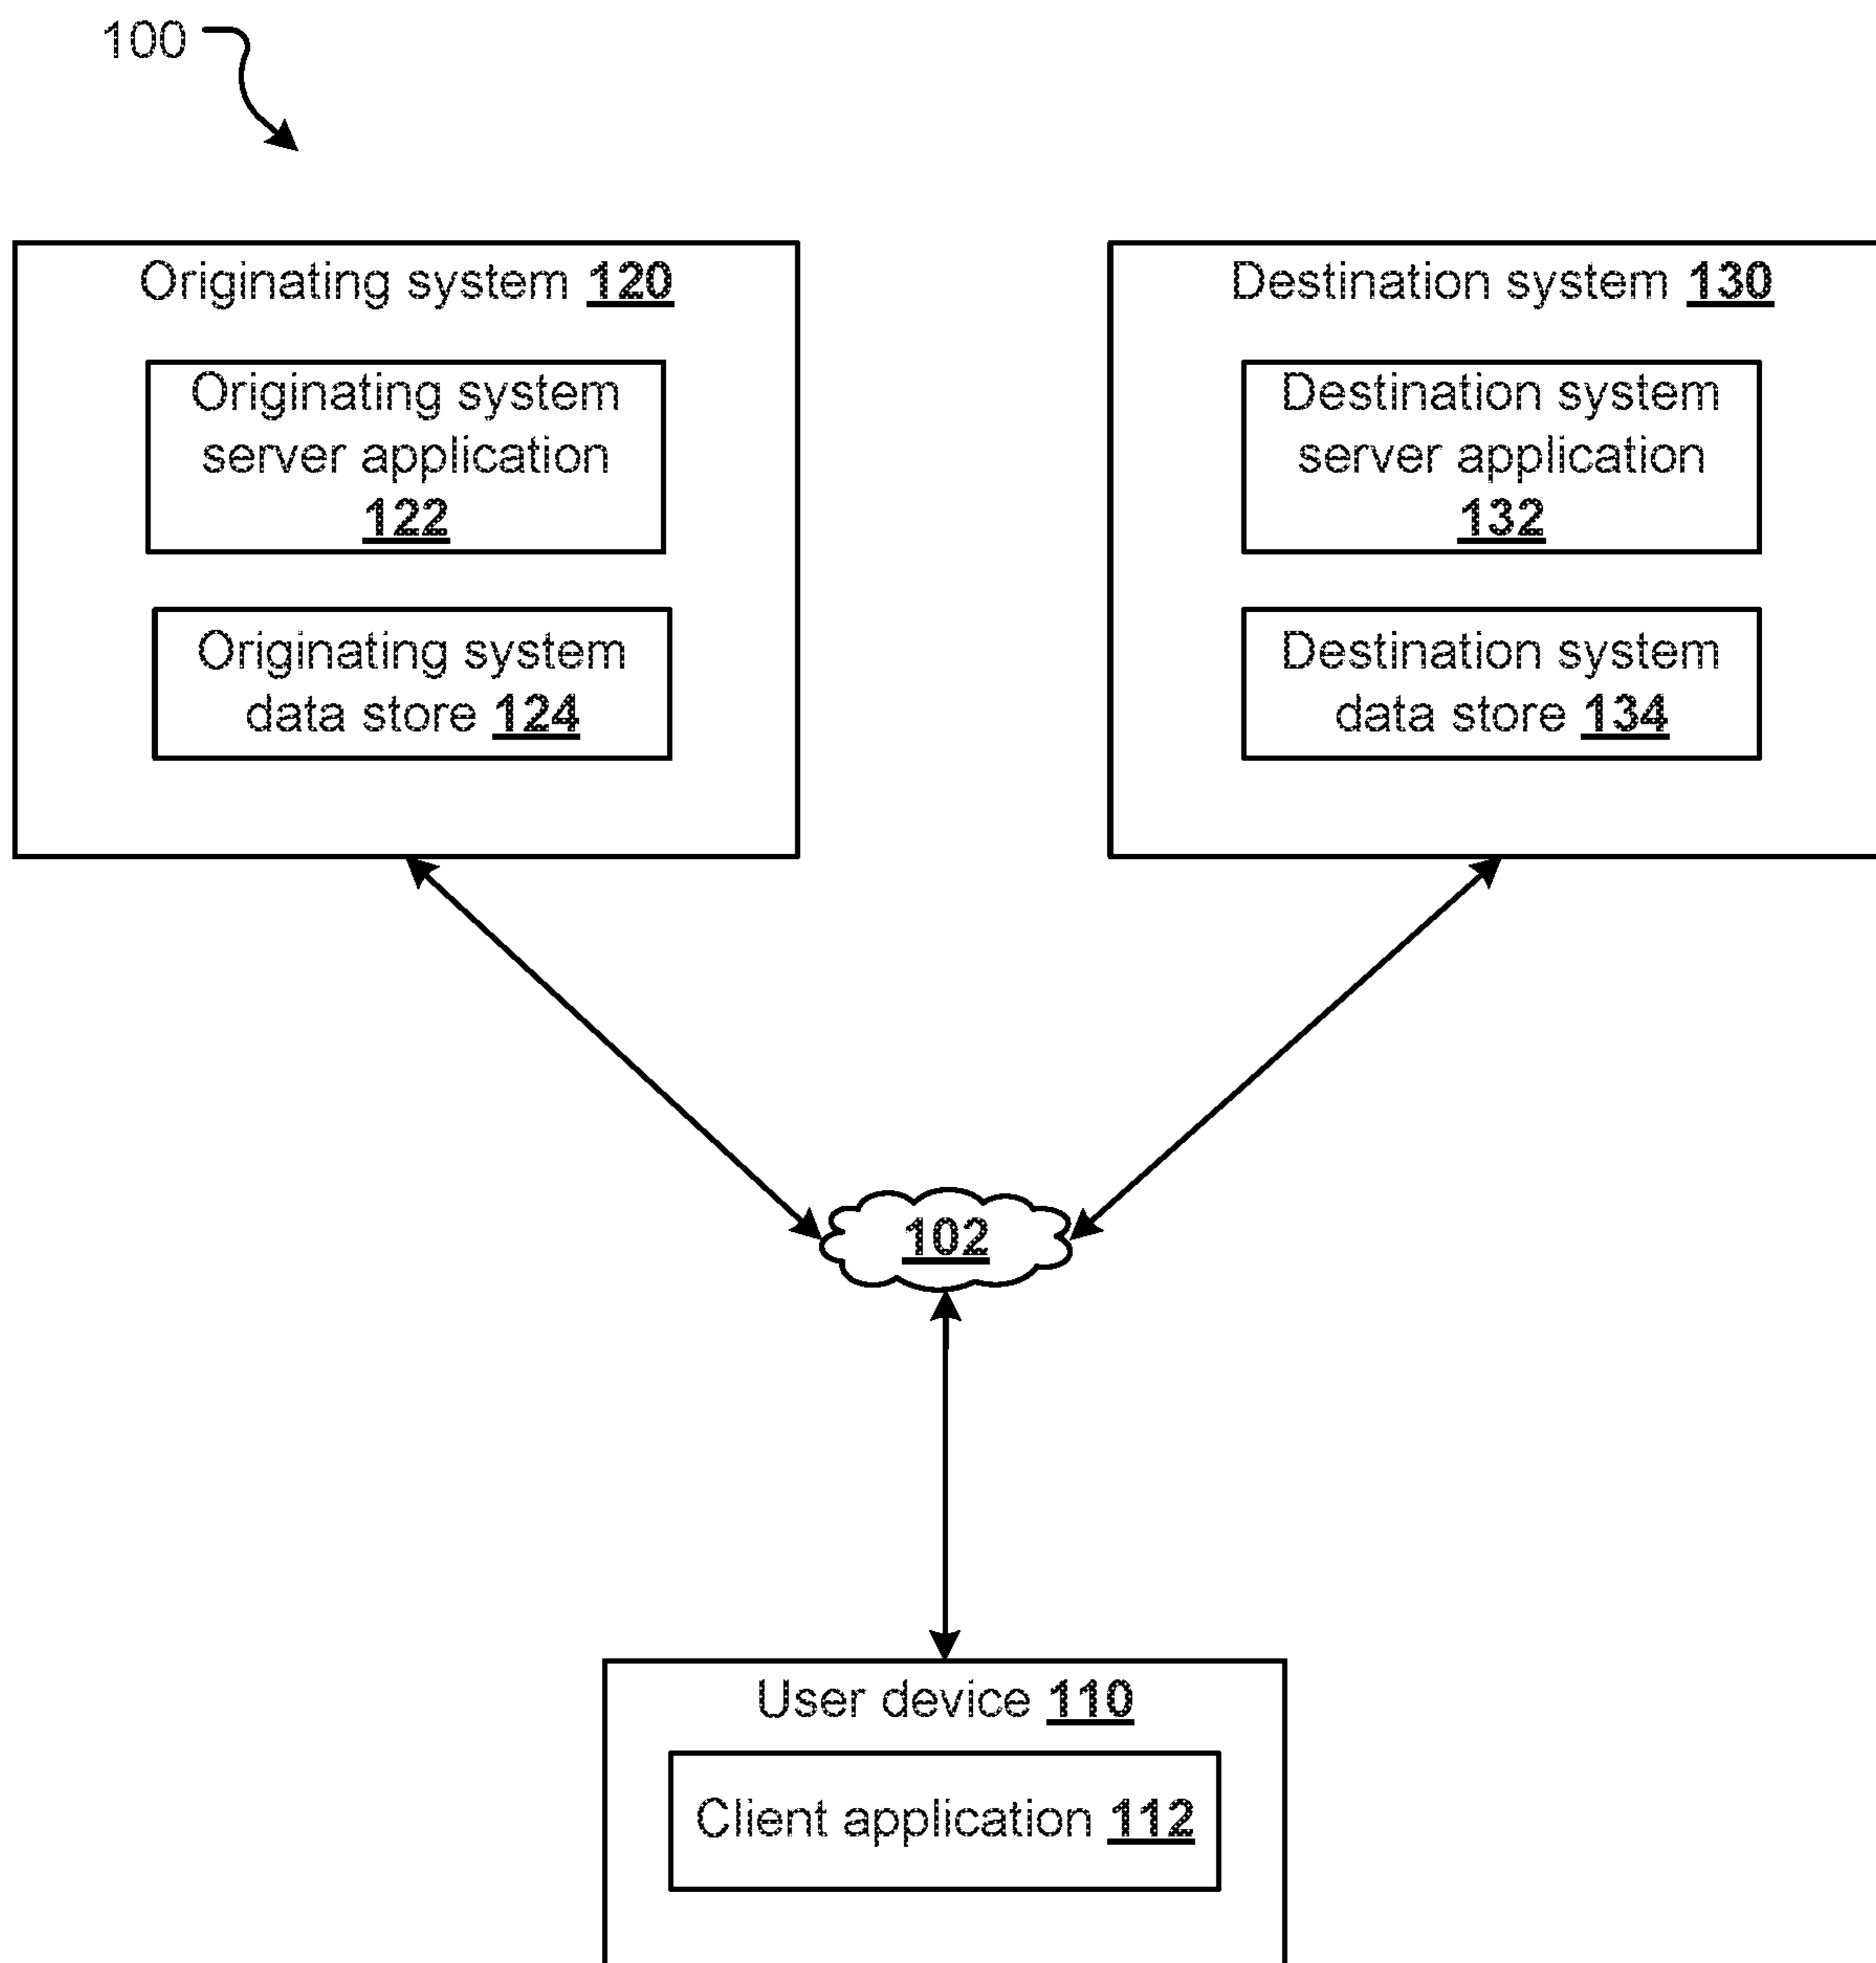 100
Originating system 120
Originating system
server application
122
Originating system
data store 124
Destination system 130
Destination system
server application
132
Destination system
data store 134
102
User device 110
Client application 112